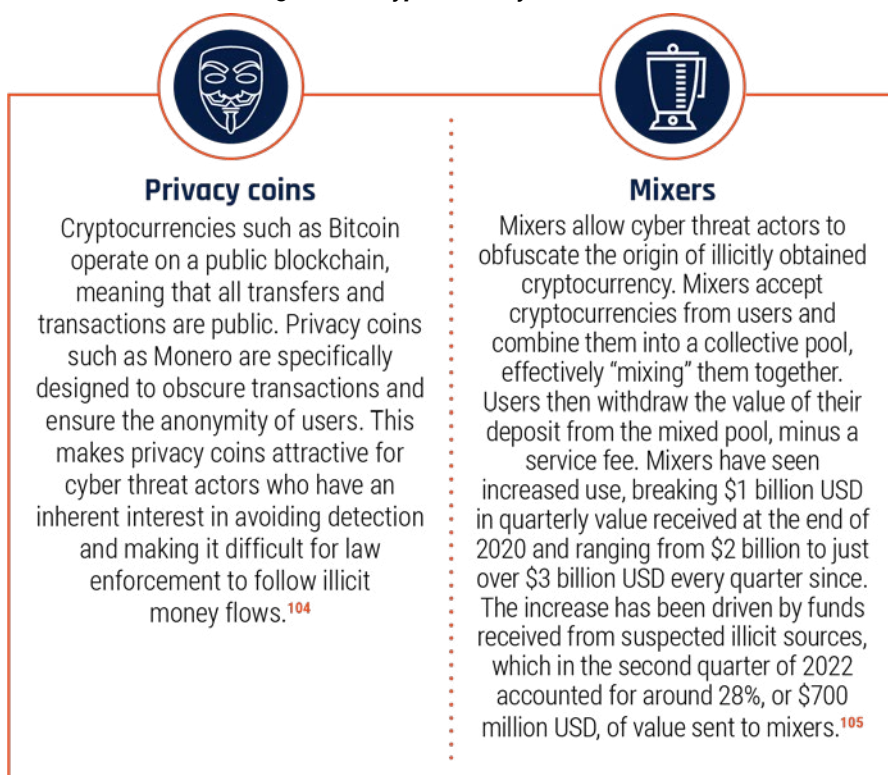 Privacy coins
Cryptocurrencies such as Bitcoin
operate on a public blockchain,
meaning that all transfers and
transactions are public. Privacy coins
such as Monero are specifically
designed to obscure transactions and
ensure the anonymity of users. This
makes privacy coins attractive for
cyber threat actors who have an
inherent interest in avoiding detection
and making it difficult for law
enforcement to follow illicit
money flows.104
Mixers
Mixers allow cyber threat actors to
obfuscate the origin of illicitly obtained
cryptocurrency. Mixers accept
cryptocurrencies from users and
combine them into a collective pool,
effectively “mixing” them together.
Users then withdraw the value of their
deposit from the mixed pool, minus a
service fee. Mixers have seen
increased use, breaking $1 billion USD
in quarterly value received at the end of
2020 and ranging from $2 billion to just
over $3 billion USD every quarter since.
The increase has been driven by funds
received from suspected illicit sources,
which in the second quarter of 2022
accounted for around 28%, or $700
million USD, of value sent to mixers.105